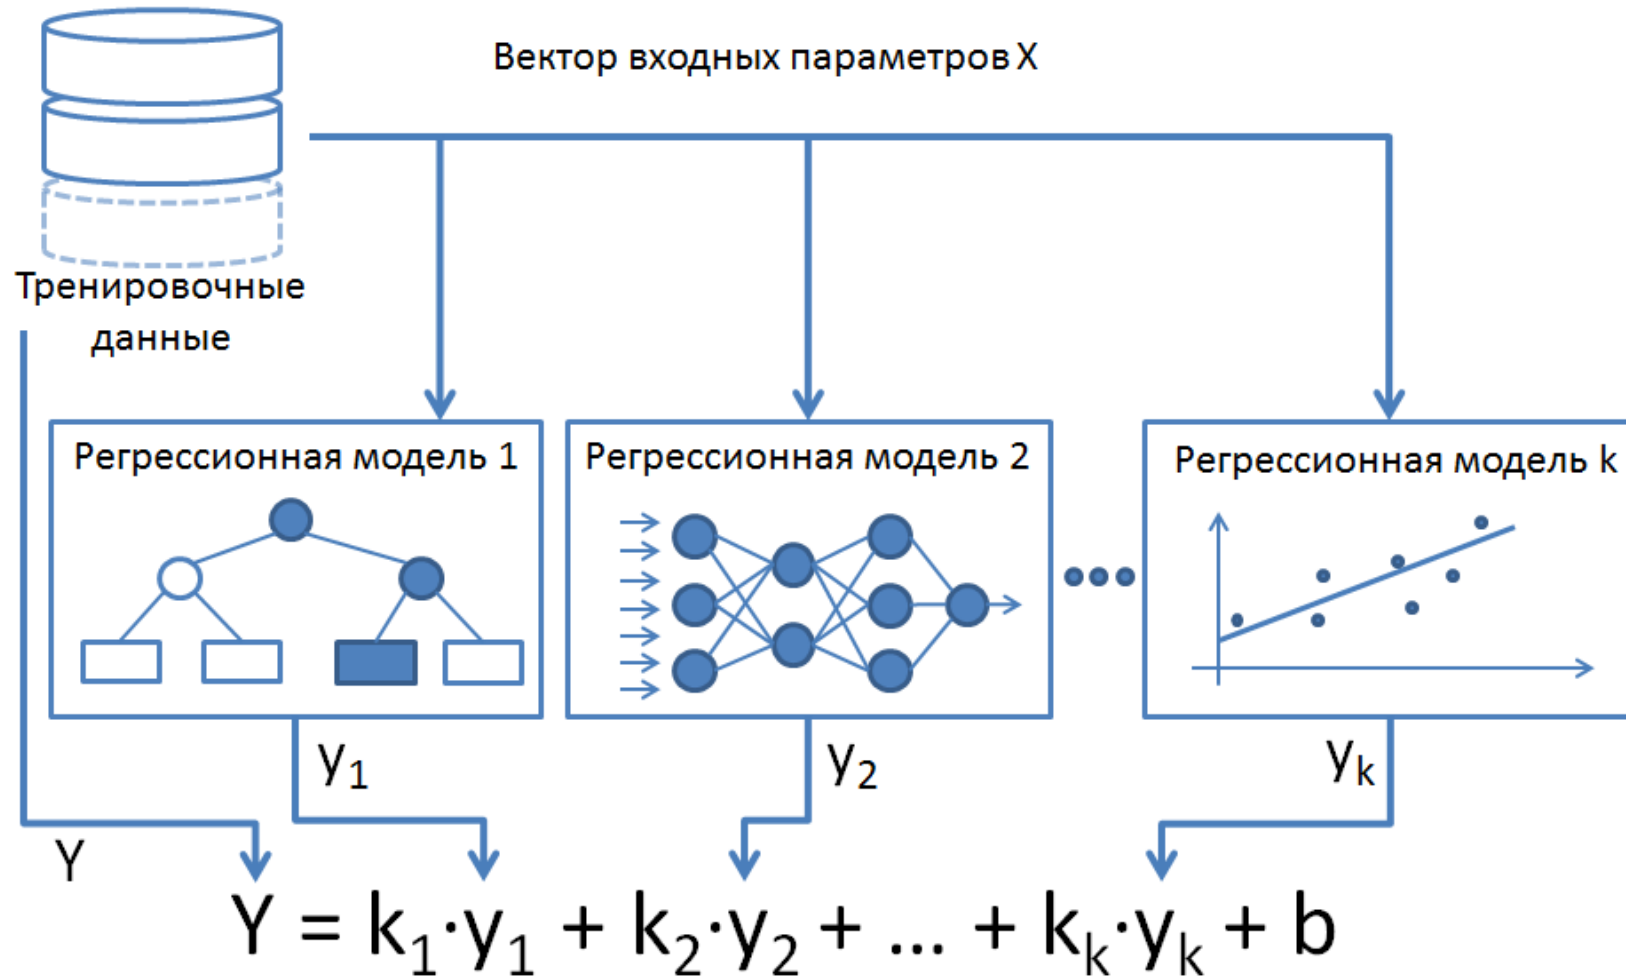 Вектор входных параметров X
Тренировочные
данные
Регрессионная модель 1
Регрессионная модель 2
Регрессионная модель k
y₁
y₂
yₖ
Y
Y = k₁·y₁ + k₂·y₂ + ... + kₖ·yₖ + b